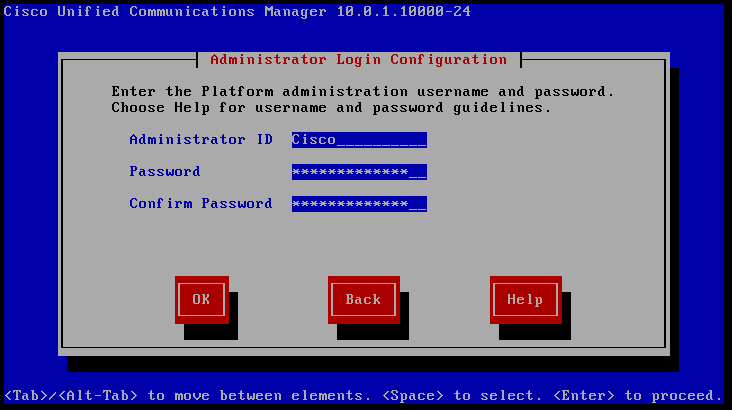 Cisco Unified Communications Manager 10.0.1.10000-24
Administrator Login Configuration
Enter the Platform administration username and password.
Choose Help for username and password guidelines.
Administrator ID Cisco__________
Password *************__
Confirm Password *************__
OK Back Help
<Tab>/<Alt-Tab> to move between elements. <Space> to select. <Enter> to proceed.